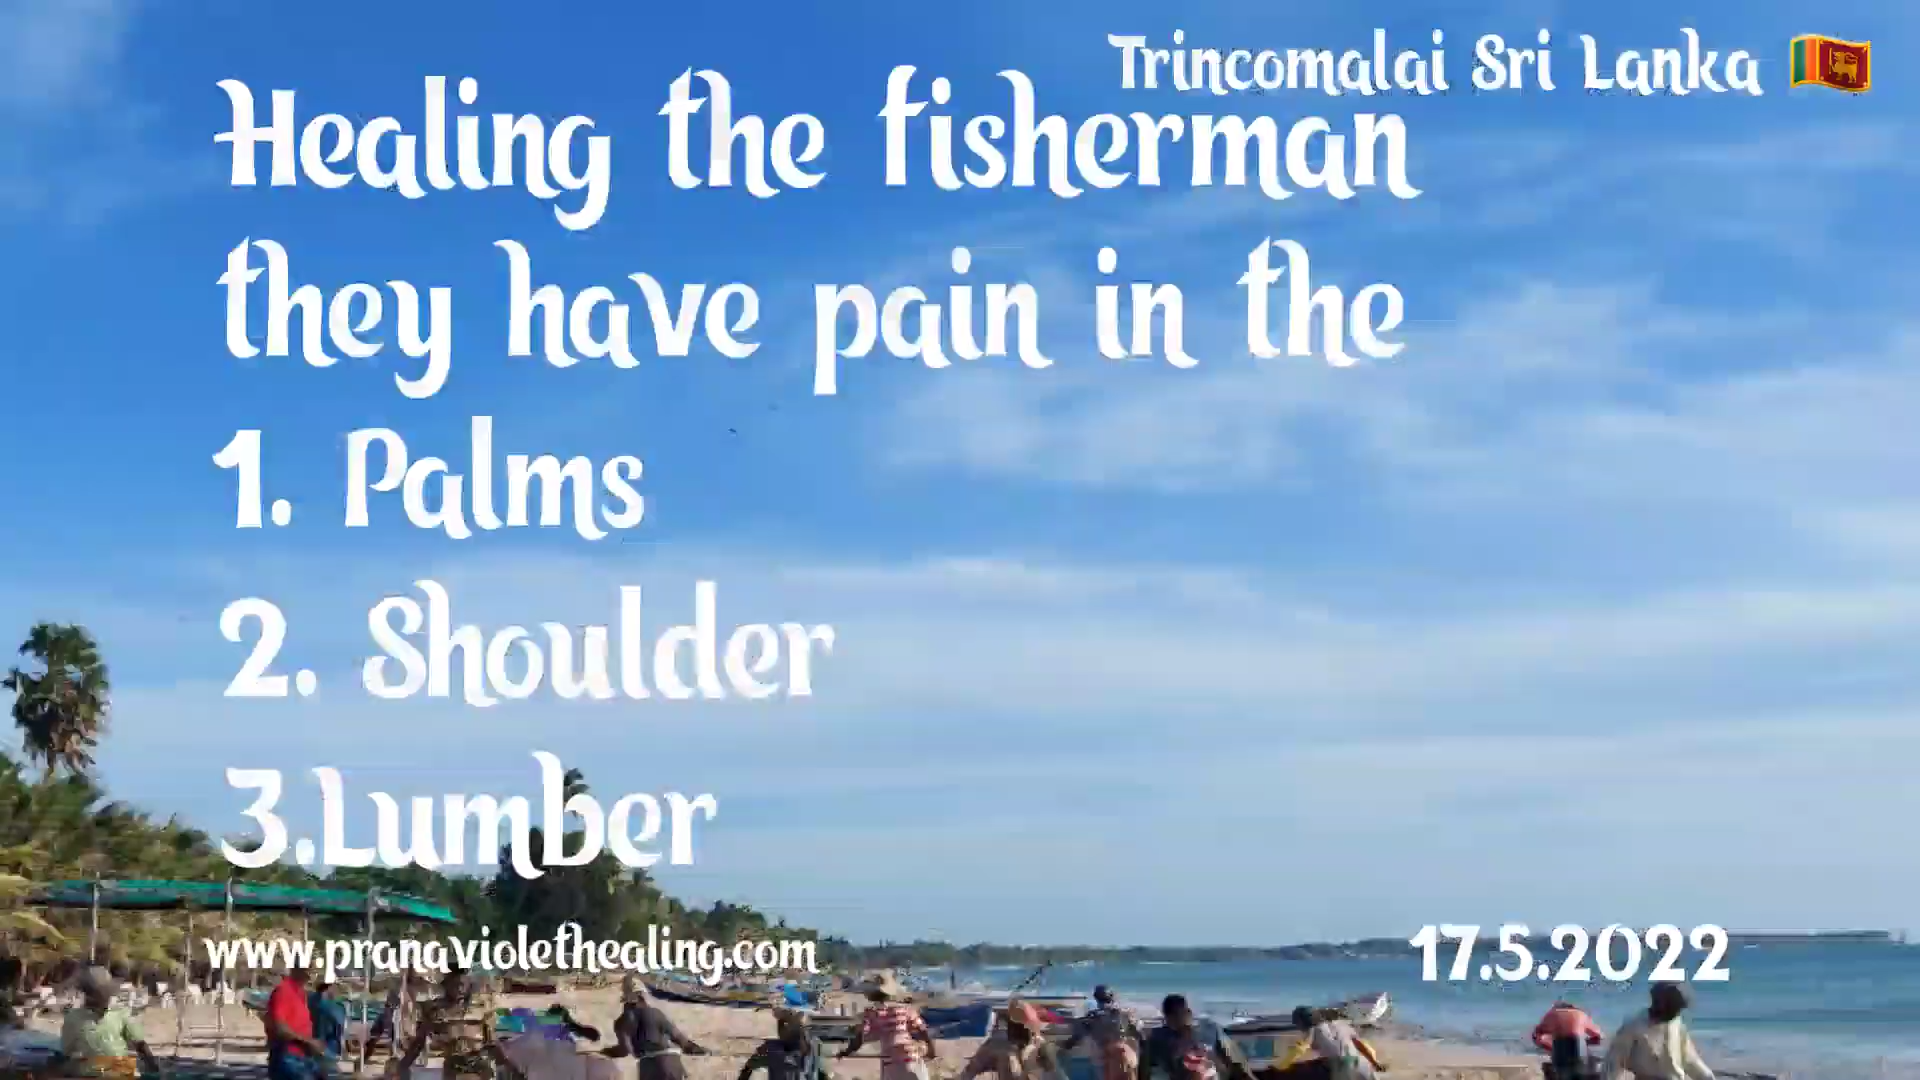 Trincomalai Sri Lanka
Healing the fisherman
they have pain in the
1. Palms
2. Shoulder
3.Lumber
www.pranaviolethealing.com
17.5.2022